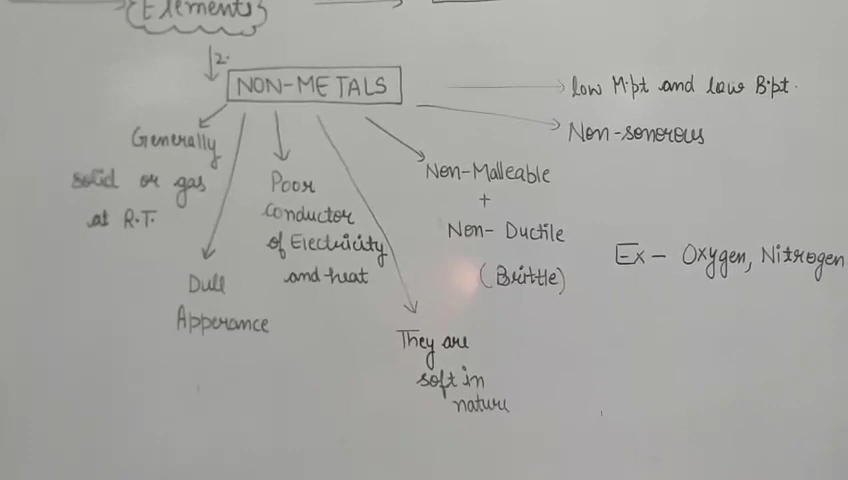 Elements
2.
NON-METALS
low M.pt and low B.pt.
Non-sonorous
Generally
solid or gas
at R.T.
Dull
Apperance
Poor
conductor
of Electricity
and heat
They are
soft in
nature
Non-Malleable
+
Non- Ductile
(Brittle)
Ex - Oxygen, Nitrogen